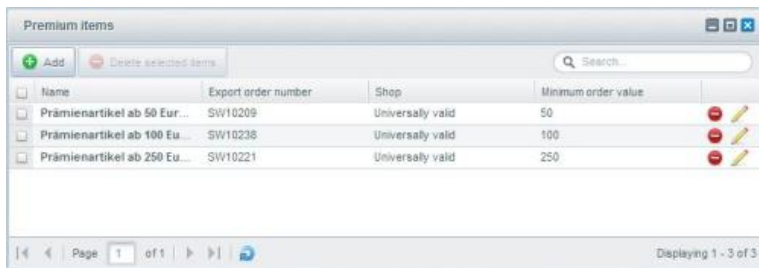 Premium items
Add Delete selected items Search...
Name Export order number Shop Minimum order value
Prämienartikel ab 50 Eur... SW10209 Universally valid 50
Prämienartikel ab 100 Eu... SW10238 Universally valid 100
Prämienartikel ab 250 Eu... SW10221 Universally valid 250
Page 1 of 1 Displaying 1 - 3 of 3